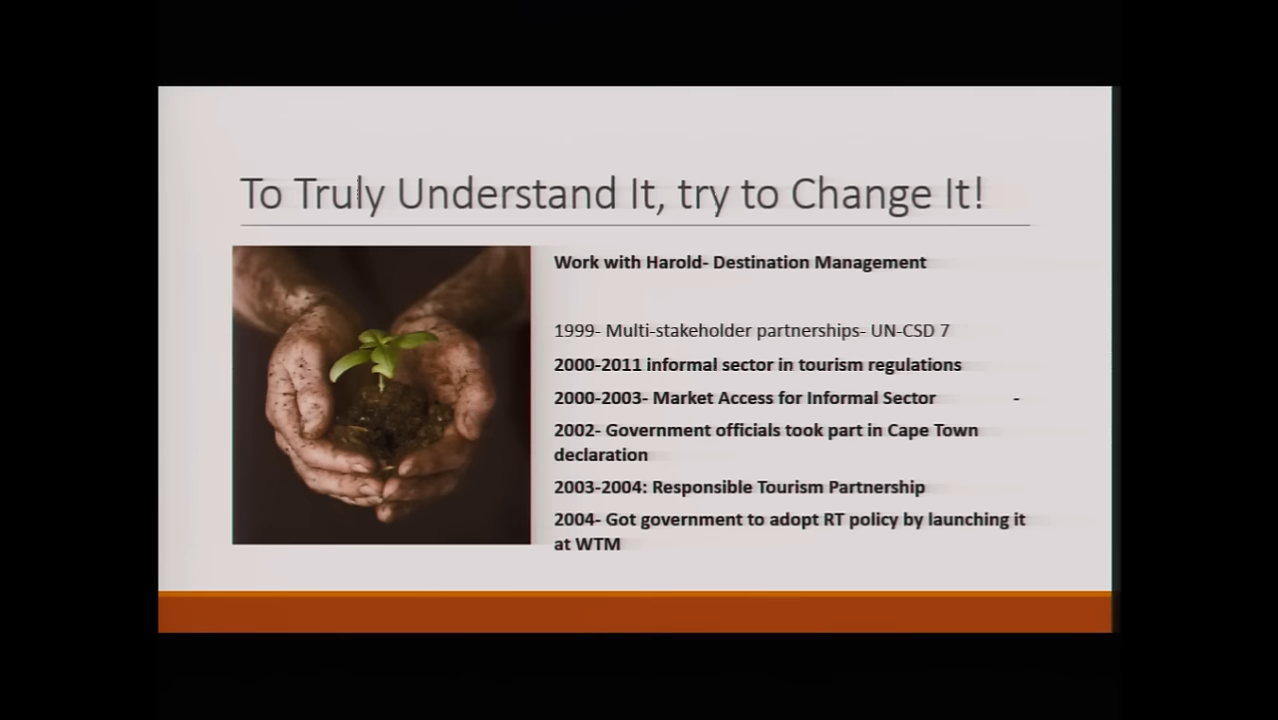 To Truly Understand It, try to Change It!
Work with Harold- Destination Management
1999- Multi-stakeholder partnerships- UN-CSD 7
2000-2011 informal sector in tourism regulations
2000-2003- Market Access for Informal Sector -
2002- Government officials took part in Cape Town
declaration
2003-2004: Responsible Tourism Partnership
2004- Got government to adopt RT policy by launching it
at WTM